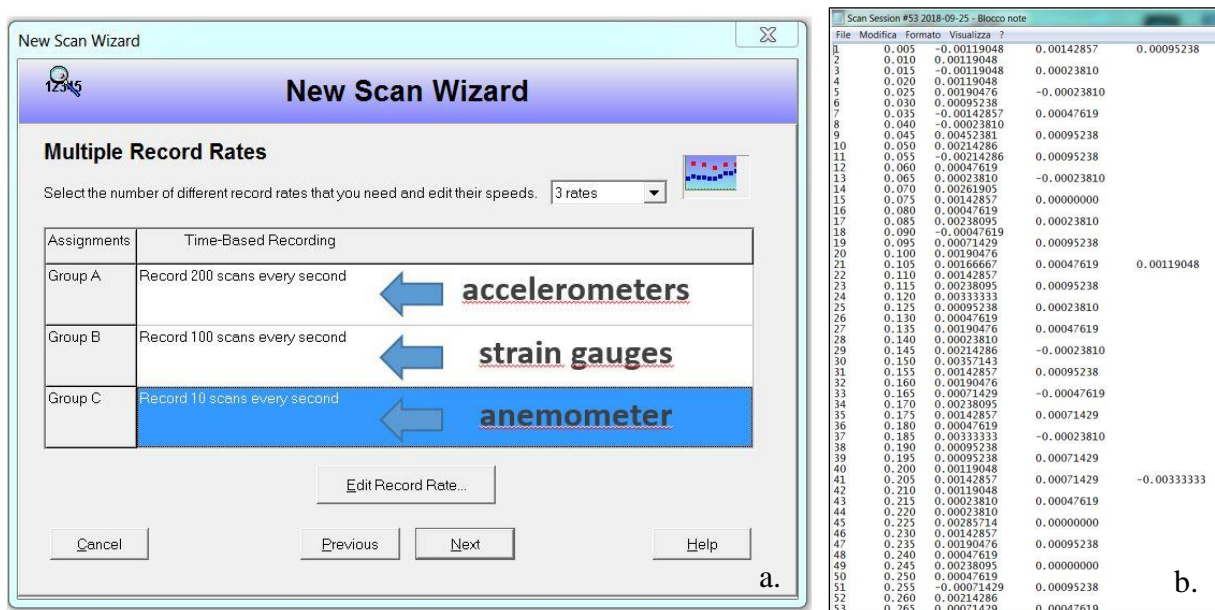 New Scan Wizard
12345
New Scan Wizard
Multiple Record Rates
Select the number of different record rates that you need and edit their speeds. 3 rates
Assignments Time-Based Recording
Group A Record 200 scans every second accelerometers
Group B Record 100 scans every second strain gauges
Group C Record 10 scans every second anemometer
Edit Record Rate...
Cancel Previous Next Help
a.
Scan Session #53 2018-09-25 - Blocco note
File Modifica Formato Visualizza ?
1 0.005 -0.00119048 0.00142857 0.00095238
2 0.010 0.00119048
3 0.015 -0.00119048 0.00023810
4 0.020 0.00119048
5 0.025 0.00190476 -0.00023810
6 0.030 0.00095238
7 0.035 -0.00142857 0.00047619
8 0.040 -0.00023810
9 0.045 0.00452381 0.00095238
10 0.050 0.00214286
11 0.055 -0.00214286 0.00095238
12 0.060 0.00047619
13 0.065 0.00023810 -0.00023810
14 0.070 0.00261905
15 0.075 0.00142857 0.00000000
16 0.080 0.00047619
17 0.085 0.00238095 0.00023810
18 0.090 -0.00047619
19 0.095 0.00071429 0.00095238
20 0.100 0.00190476
21 0.105 0.00166667 0.00047619 0.00119048
22 0.110 0.00142857
23 0.115 0.00238095 0.00095238
24 0.120 0.00333333
25 0.125 0.00095238 0.00023810
26 0.130 0.00047619
27 0.135 0.00190476 0.00047619
28 0.140 0.00023810
29 0.145 0.00214286 -0.00023810
30 0.150 0.00357143
31 0.155 0.00142857 0.00095238
32 0.160 0.00190476
33 0.165 0.00071429 -0.00047619
34 0.170 0.00238095
35 0.175 0.00142857 0.00071429
36 0.180 0.00047619
37 0.185 0.00333333 -0.00023810
38 0.190 0.00095238
39 0.195 0.00095238 0.00071429
40 0.200 0.00119048
41 0.205 0.00142857 0.00071429 -0.00333333
42 0.210 0.00119048
43 0.215 0.00023810 0.00047619
44 0.220 0.00023810
45 0.225 0.00285714 0.00000000
46 0.230 0.00142857
47 0.235 0.00190476 0.00095238
48 0.240 0.00047619
49 0.245 0.00238095 0.00000000
50 0.250 0.00047619
51 0.255 -0.00071429 0.00095238
52 0.260 0.00214286
53 0.265 0.00071429 0.00047619
b.